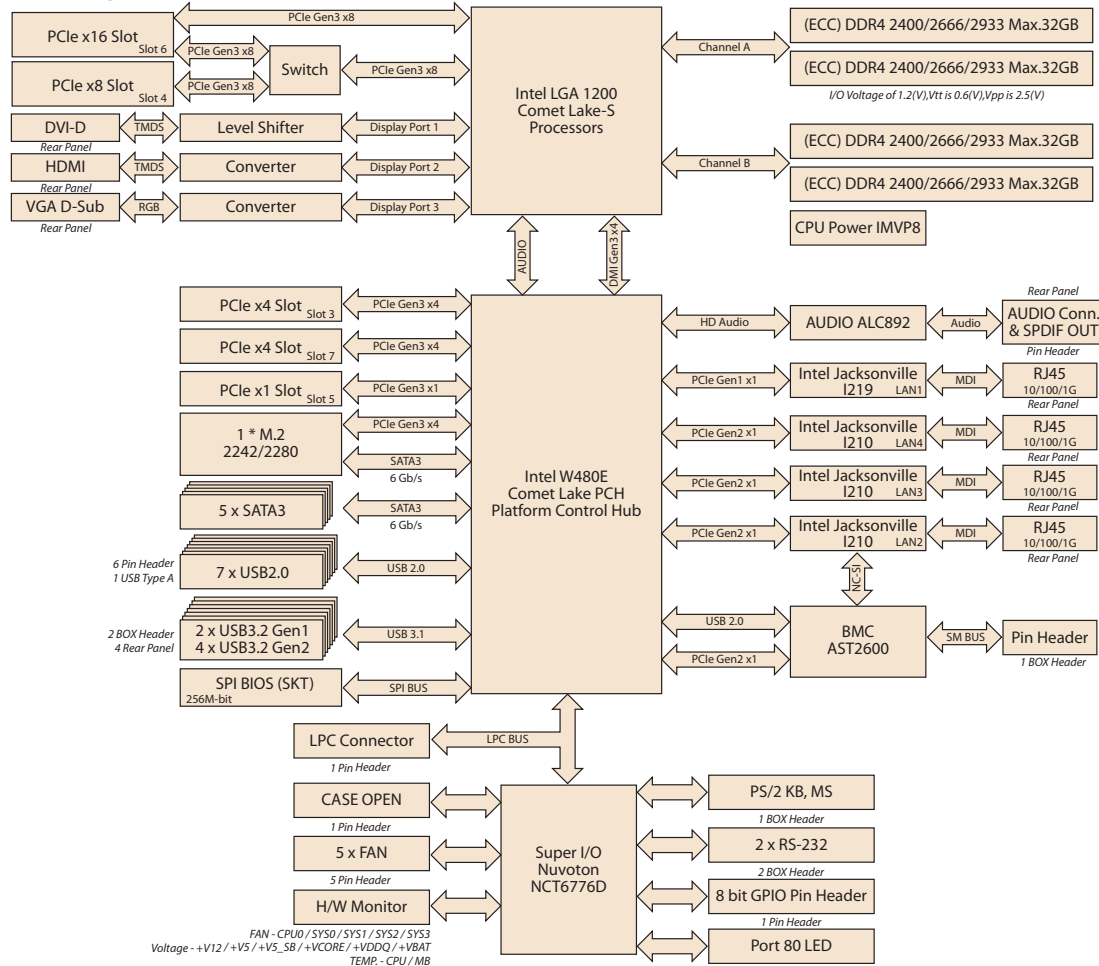 PCIe Gen3 x8
PCIe x16 Slot
Slot 6
PCIe Gen3 x8
Switch
PCIe Gen3 x8
PCIe x8 Slot
Slot 4
PCIe Gen3 x8
DVI-D
Rear Panel
TMDS
Level Shifter
Display Port 1
HDMI
Rear Panel
TMDS
Converter
Display Port 2
VGA D-Sub
Rear Panel
RGB
Converter
Display Port 3
Intel LGA 1200
Comet Lake-S
Processors
Channel A
(ECC) DDR4 2400/2666/2933 Max.32GB
(ECC) DDR4 2400/2666/2933 Max.32GB
I/O Voltage of 1.2(V),Vtt is 0.6(V),Vpp is 2.5(V)
Channel B
(ECC) DDR4 2400/2666/2933 Max.32GB
(ECC) DDR4 2400/2666/2933 Max.32GB
CPU Power IMVP8
AUDIO
DMI Gen3 x4
PCIe x4 Slot
Slot 3
PCIe Gen3 x4
PCIe x4 Slot
Slot 7
PCIe Gen3 x4
PCIe x1 Slot
Slot 5
PCIe Gen3 x1
1 * M.2
2242/2280
PCIe Gen3 x4
SATA3
6 Gb/s
5 x SATA3
SATA3
6 Gb/s
6 Pin Header
1 USB Type A
7 x USB2.0
USB 2.0
2 BOX Header
4 Rear Panel
2 x USB3.2 Gen1
4 x USB3.2 Gen2
USB 3.1
SPI BIOS (SKT)
256M-bit
SPI BUS
Intel W480E
Comet Lake PCH
Platform Control Hub
HD Audio
AUDIO ALC892
Audio
Rear Panel
AUDIO Conn.
& SPDIF OUT
Pin Header
PCIe Gen1 x1
Intel Jacksonville
I219
LAN1
MDI
RJ45
10/100/1G
Rear Panel
PCIe Gen2 x1
Intel Jacksonville
I210
LAN4
MDI
RJ45
10/100/1G
Rear Panel
PCIe Gen2 x1
Intel Jacksonville
I210
LAN3
MDI
RJ45
10/100/1G
Rear Panel
PCIe Gen2 x1
Intel Jacksonville
I210
LAN2
MDI
RJ45
10/100/1G
Rear Panel
NC-SI
USB 2.0
PCIe Gen2 x1
BMC
AST2600
SM BUS
Pin Header
1 BOX Header
LPC Connector
1 Pin Header
LPC BUS
CASE OPEN
1 Pin Header
5 x FAN
5 Pin Header
H/W Monitor
FAN - CPU0 / SYS0 / SYS1 / SYS2 / SYS3
Voltage - +V12 / +V5 / +V5_SB / +VCORE / +VDDQ / +VBAT
TEMP. - CPU / MB
Super I/O
Nuvoton
NCT6776D
PS/2 KB, MS
1 BOX Header
2 x RS-232
2 BOX Header
8 bit GPIO Pin Header
1 Pin Header
Port 80 LED